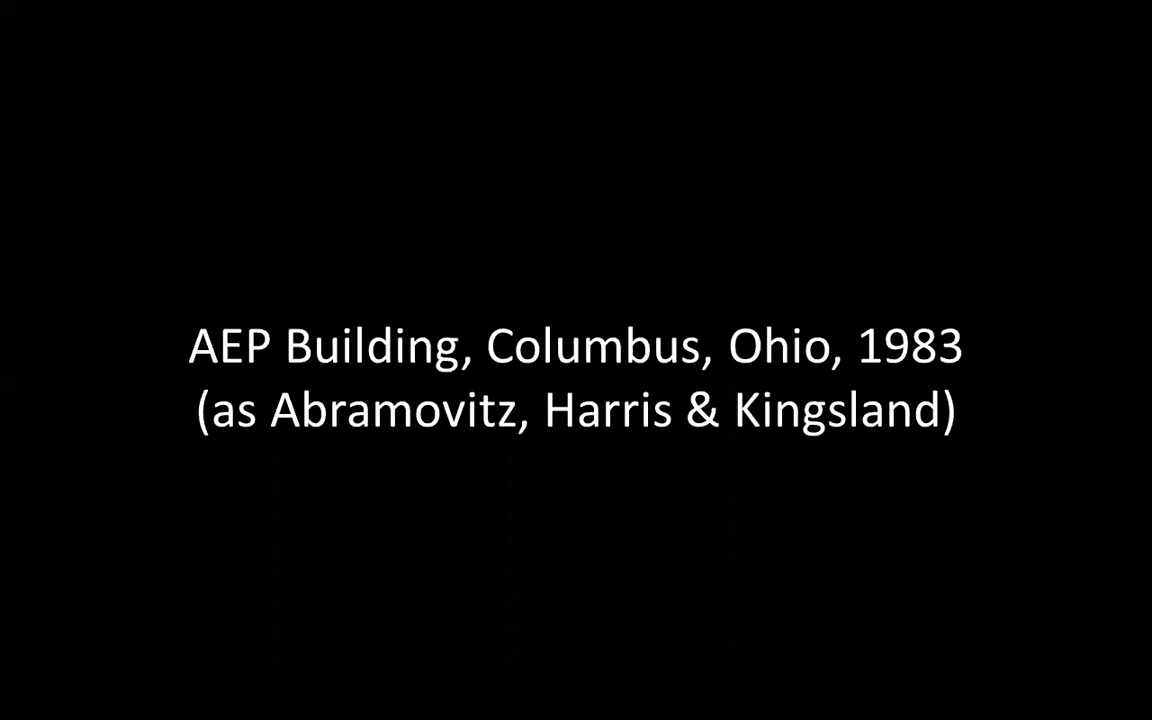 AEP Building, Columbus, Ohio, 1983
(as Abramovitz, Harris & Kingsland)